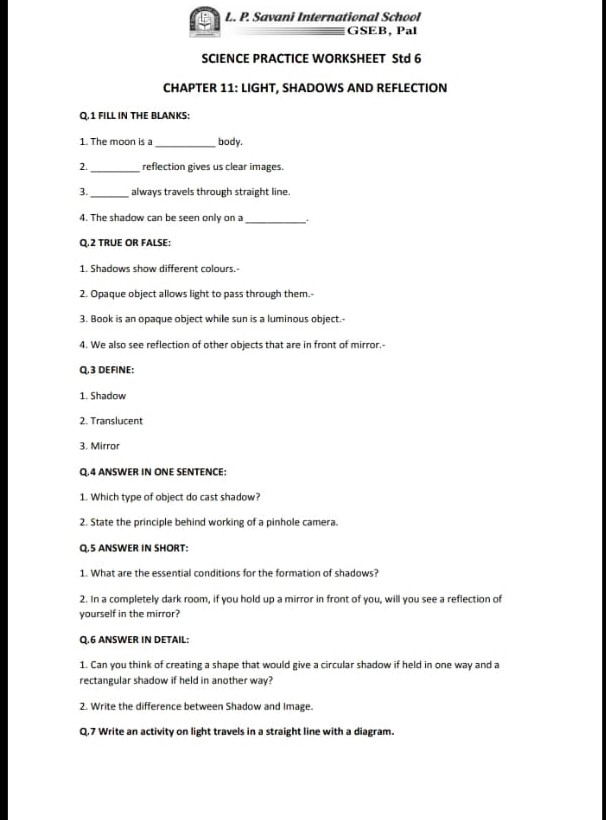 L. P. Savani International School
GSEB, Pal
SCIENCE PRACTICE WORKSHEET Std 6
CHAPTER 11: LIGHT, SHADOWS AND REFLECTION
Q.1 FILL IN THE BLANKS:
1. The moon is a __________ body.
2. ________ reflection gives us clear images.
3. ______ always travels through straight line.
4. The shadow can be seen only on a __________.
Q.2 TRUE OR FALSE:
1. Shadows show different colours.-
2. Opaque object allows light to pass through them.-
3. Book is an opaque object while sun is a luminous object.-
4. We also see reflection of other objects that are in front of mirror.-
Q.3 DEFINE:
1. Shadow
2. Translucent
3. Mirror
Q.4 ANSWER IN ONE SENTENCE:
1. Which type of object do cast shadow?
2. State the principle behind working of a pinhole camera.
Q.5 ANSWER IN SHORT:
1. What are the essential conditions for the formation of shadows?
2. In a completely dark room, if you hold up a mirror in front of you, will you see a reflection of
yourself in the mirror?
Q.6 ANSWER IN DETAIL:
1. Can you think of creating a shape that would give a circular shadow if held in one way and a
rectangular shadow if held in another way?
2. Write the difference between Shadow and Image.
Q.7 Write an activity on light travels in a straight line with a diagram.